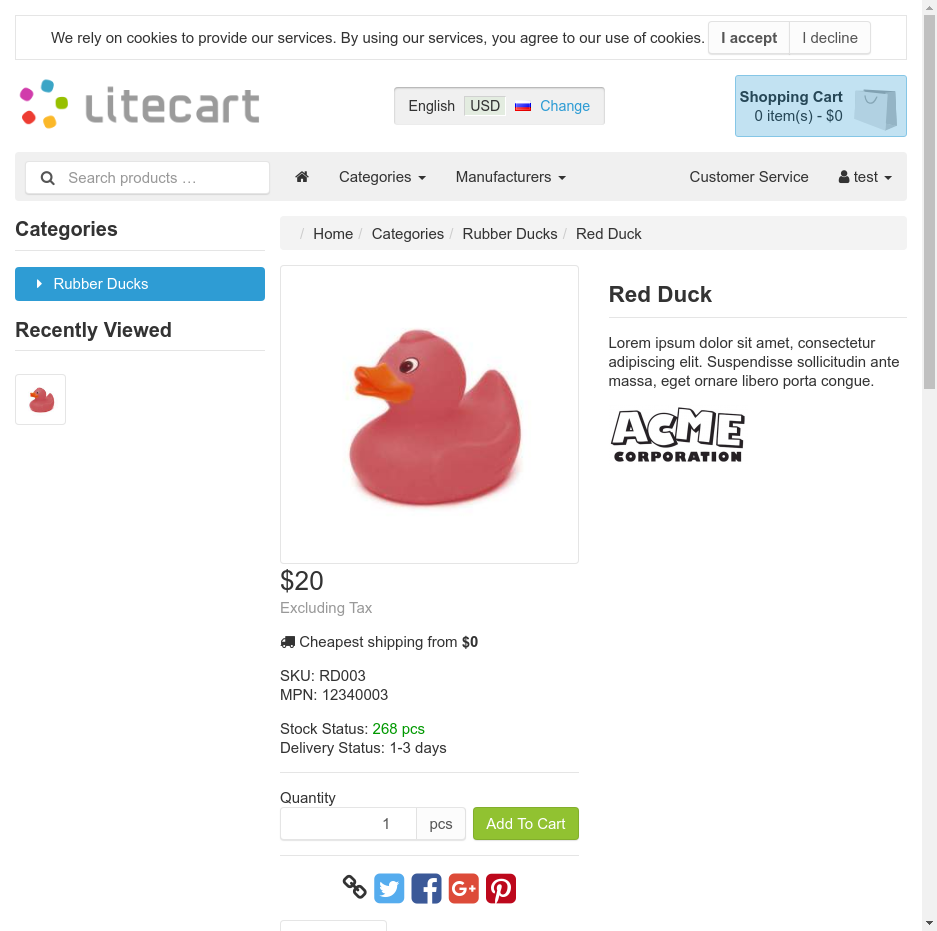 We rely on cookies to provide our services. By using our services, you agree to our use of cookies. I accept I decline
litecart
English USD Change
Shopping Cart
0 item(s) - $0
Search products …
Categories
Manufacturers
Customer Service
test
Categories
Rubber Ducks
Recently Viewed
/ Home / Categories / Rubber Ducks / Red Duck
$20
Excluding Tax
Cheapest shipping from $0
SKU: RD003
MPN: 12340003
Stock Status: 268 pcs
Delivery Status: 1-3 days
Quantity
1 pcs Add To Cart
Red Duck
Lorem ipsum dolor sit amet, consectetur
adipiscing elit. Suspendisse sollicitudin ante
massa, eget ornare libero porta congue.
ACME
CORPORATION